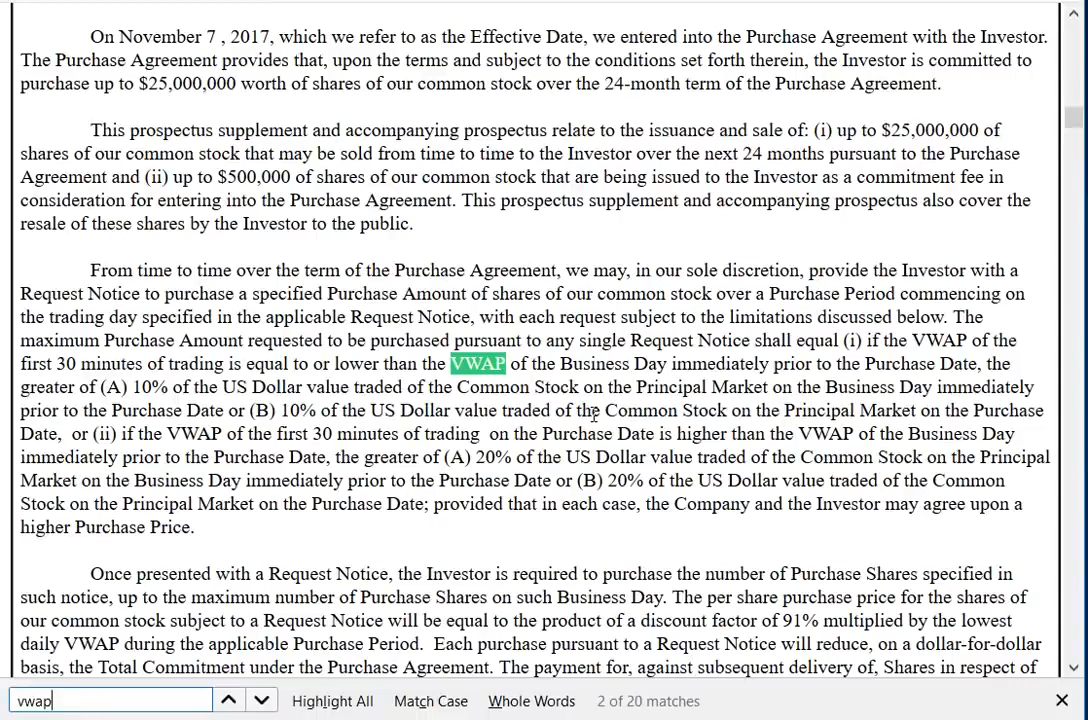 On November 7 , 2017, which we refer to as the Effective Date, we entered into the Purchase Agreement with the Investor.
The Purchase Agreement provides that, upon the terms and subject to the conditions set forth therein, the Investor is committed to
purchase up to $25,000,000 worth of shares of our common stock over the 24-month term of the Purchase Agreement.
This prospectus supplement and accompanying prospectus relate to the issuance and sale of: (i) up to $25,000,000 of
shares of our common stock that may be sold from time to time to the Investor over the next 24 months pursuant to the Purchase
Agreement and (ii) up to $500,000 of shares of our common stock that are being issued to the Investor as a commitment fee in
consideration for entering into the Purchase Agreement. This prospectus supplement and accompanying prospectus also cover the
resale of these shares by the Investor to the public.
From time to time over the term of the Purchase Agreement, we may, in our sole discretion, provide the Investor with a
Request Notice to purchase a specified Purchase Amount of shares of our common stock over a Purchase Period commencing on
the trading day specified in the applicable Request Notice, with each request subject to the limitations discussed below. The
maximum Purchase Amount requested to be purchased pursuant to any single Request Notice shall equal (i) if the VWAP of the
first 30 minutes of trading is equal to or lower than the VWAP of the Business Day immediately prior to the Purchase Date, the
greater of (A) 10% of the US Dollar value traded of the Common Stock on the Principal Market on the Business Day immediately
prior to the Purchase Date or (B) 10% of the US Dollar value traded of the Common Stock on the Principal Market on the Purchase
Date, or (ii) if the VWAP of the first 30 minutes of trading on the Purchase Date is higher than the VWAP of the Business Day
immediately prior to the Purchase Date, the greater of (A) 20% of the US Dollar value traded of the Common Stock on the Principal
Market on the Business Day immediately prior to the Purchase Date or (B) 20% of the US Dollar value traded of the Common
Stock on the Principal Market on the Purchase Date; provided that in each case, the Company and the Investor may agree upon a
higher Purchase Price.
Once presented with a Request Notice, the Investor is required to purchase the number of Purchase Shares specified in
such notice, up to the maximum number of Purchase Shares on such Business Day. The per share purchase price for the shares of
our common stock subject to a Request Notice will be equal to the product of a discount factor of 91% multiplied by the lowest
daily VWAP during the applicable Purchase Period. Each purchase pursuant to a Request Notice will reduce, on a dollar-for-dollar
basis, the Total Commitment under the Purchase Agreement. The payment for, against subsequent delivery of, Shares in respect of
vwap Highlight All Match Case Whole Words 2 of 20 matches